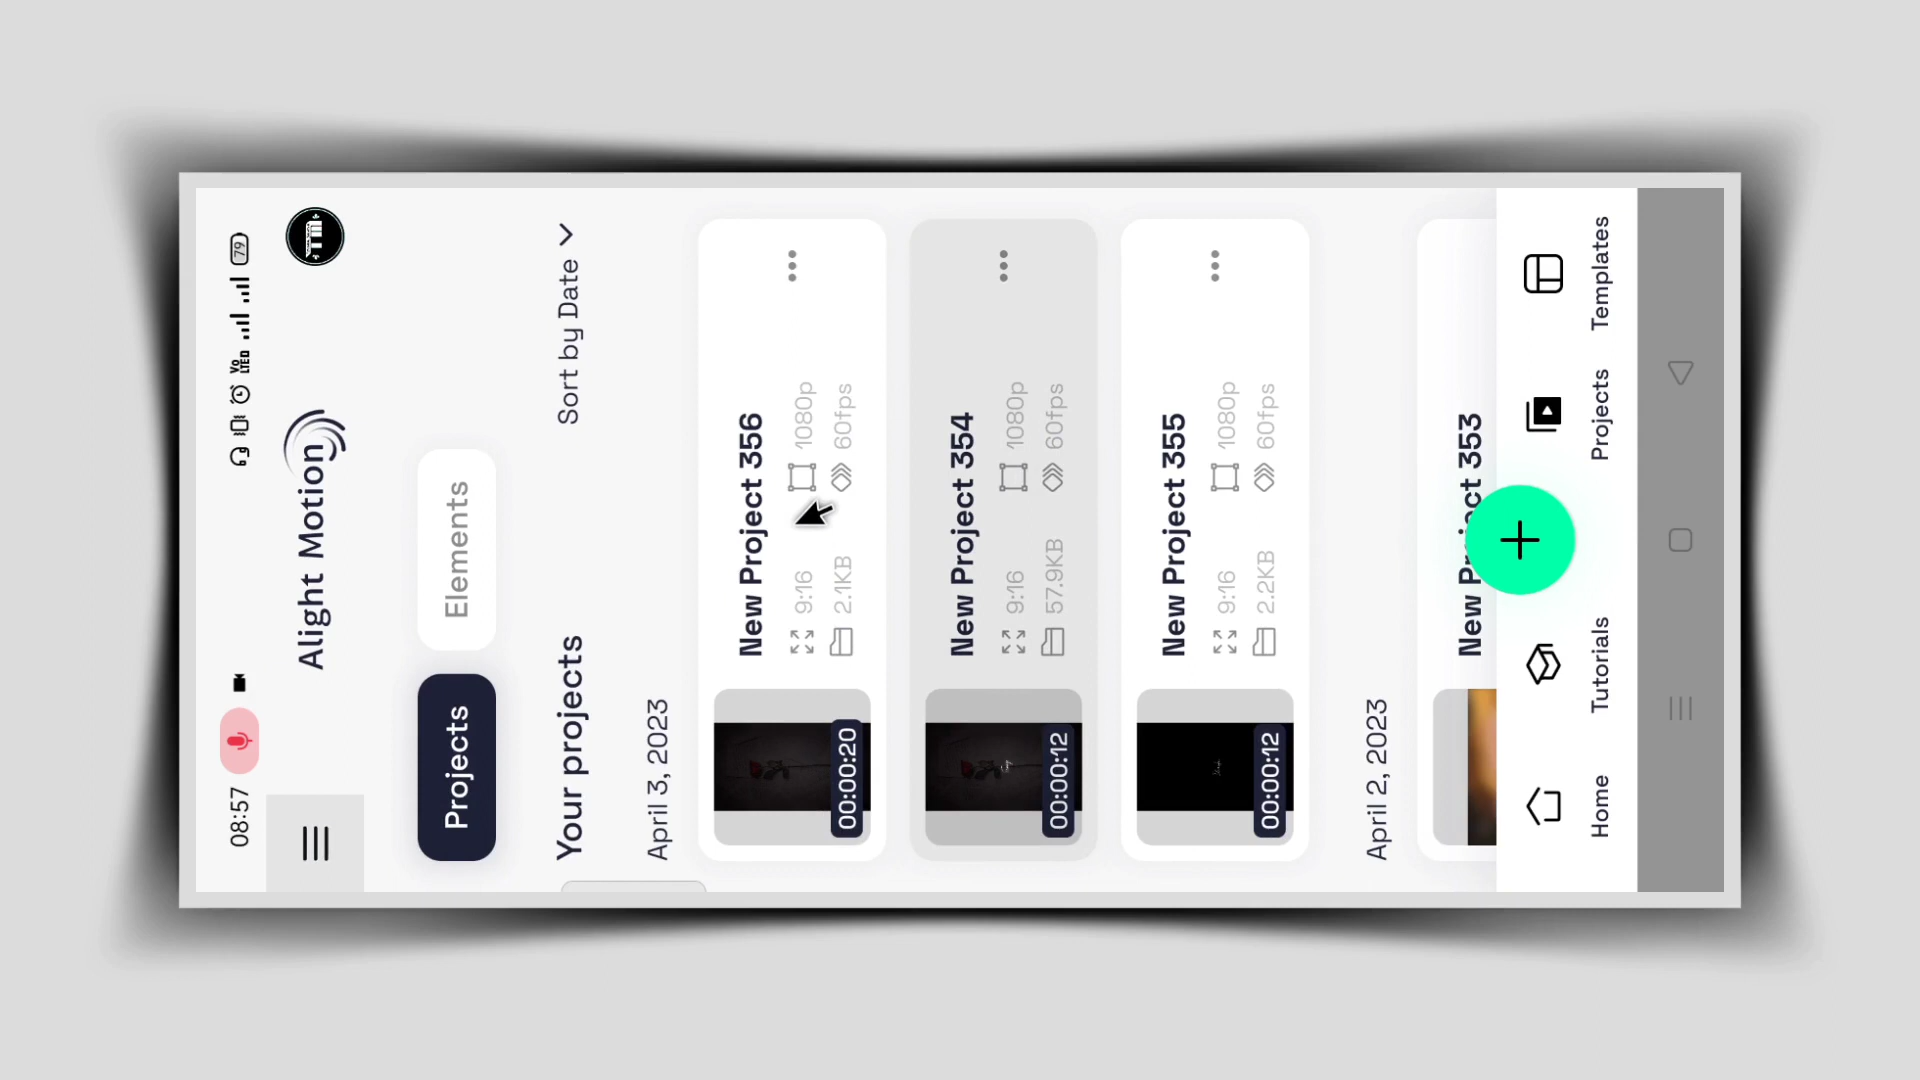 08:57
Vo
LTE
79
Alight Motion
Projects
Elements
Your projects
Sort by Date
April 3, 2023
New Project 356
9:16
1080p
2.1KB
60fps
00:00:20
New Project 354
9:16
1080p
57.9KB
60fps
00:00:12
New Project 355
9:16
1080p
2.2KB
60fps
00:00:12
April 2, 2023
New Project 353
Home
Tutorials
Projects
Templates